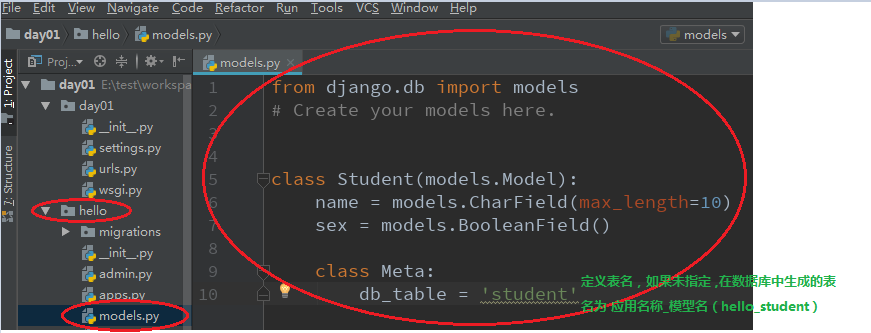 File Edit View Navigate Code Refactor Run Tools VCS Window Help
day01 hello models.py models
1: Project
Proj...
models.py
day01 E:\test\workspa
day01
__init__.py
settings.py
urls.py
wsgi.py
hello
migrations
__init__.py
admin.py
apps.py
models.py
7: Structure
1 from django.db import models
2 # Create your models here.
3
4
5 class Student(models.Model):
6 name = models.CharField(max_length=10)
7 sex = models.BooleanField()
8
9 class Meta:
10 db_table = 'student'
定义表名，如果未指定,在数据库中生成的表
名为 应用名称_模型名（hello_student）